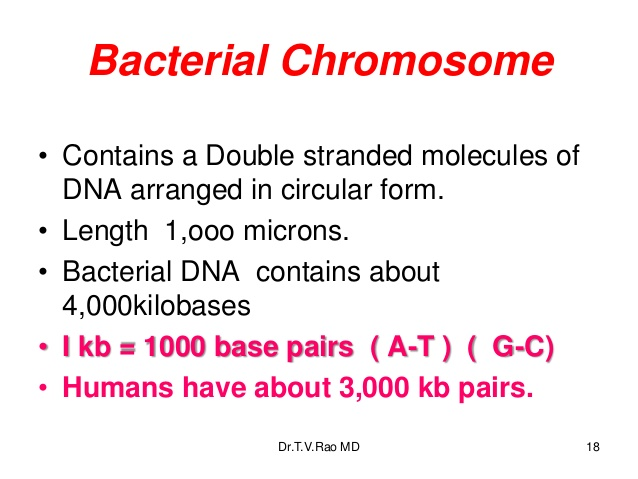 Bacterial Chromosome
• Contains a Double stranded molecules of
DNA arranged in circular form.
• Length 1,ooo microns.
• Bacterial DNA contains about
4,000kilobases
• I kb = 1000 base pairs ( A-T ) ( G-C)
• Humans have about 3,000 kb pairs.
Dr.T.V.Rao MD
18